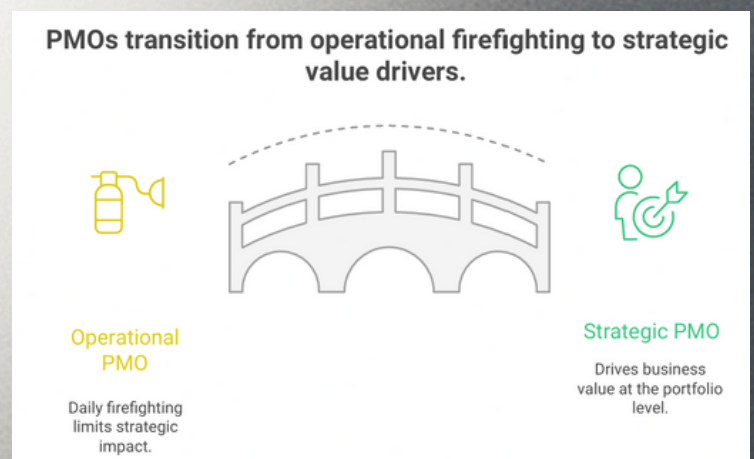 PMOs transition from operational firefighting to strategic
value drivers.
Operational
PMO
Daily firefighting
limits strategic
impact.
Strategic PMO
Drives business
value at the portfolio
level.